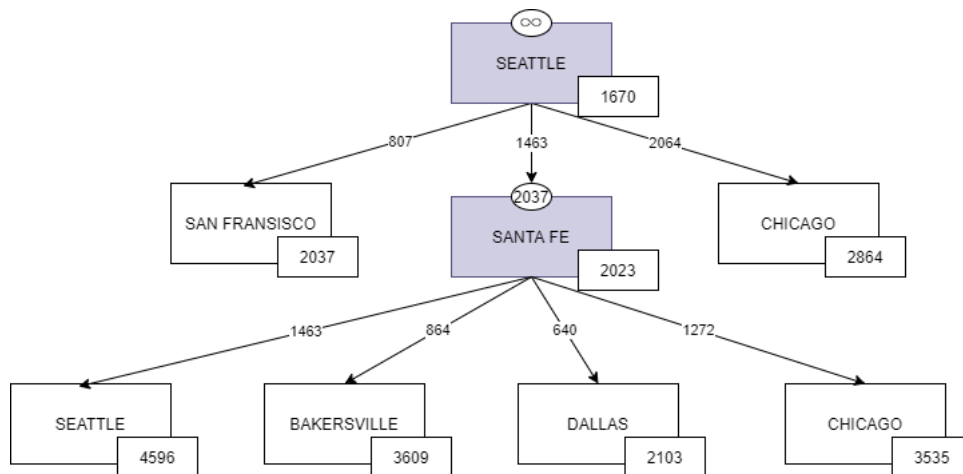 ∞
SEATTLE
1670
807
1463
2064
SAN FRANSISCO
2037
2037
SANTA FE
2023
CHICAGO
2864
1463
864
640
1272
SEATTLE
4596
BAKERSVILLE
3609
DALLAS
2103
CHICAGO
3535